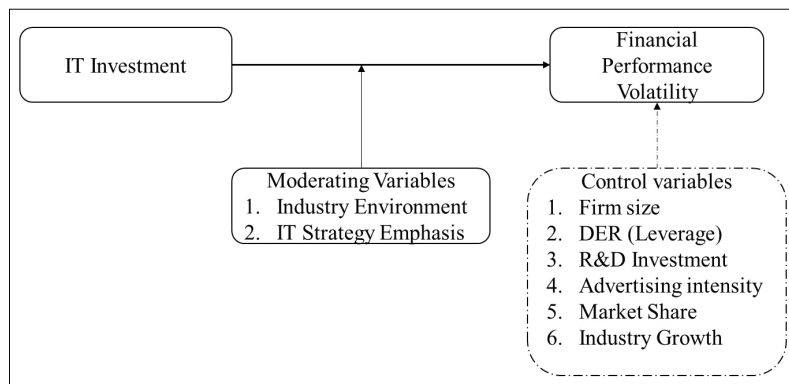 IT Investment
Financial
Performance
Volatility
Moderating Variables
1. Industry Environment
2. IT Strategy Emphasis
Control variables
1. Firm size
2. DER (Leverage)
3. R&D Investment
4. Advertising intensity
5. Market Share
6. Industry Growth